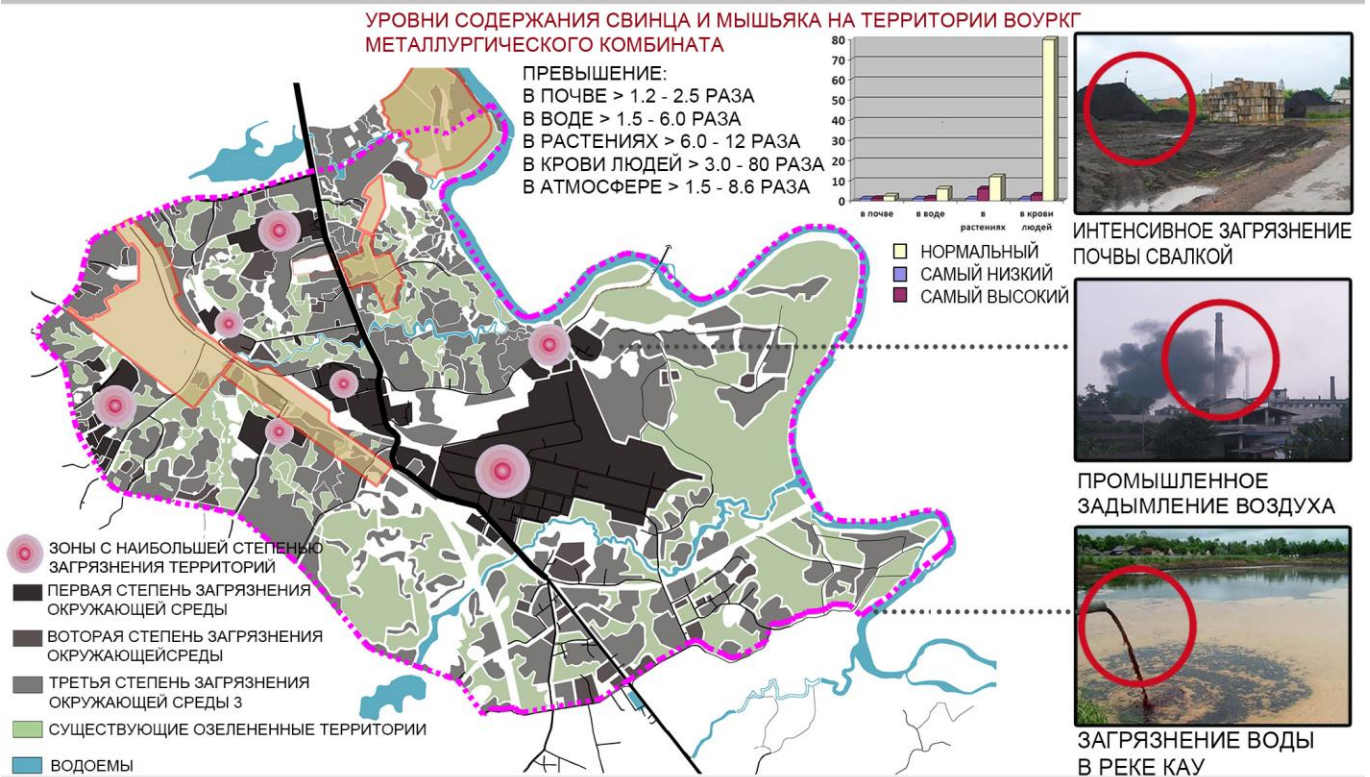 УРОВНИ СОДЕРЖАНИЯ СВИНЦА И МЫШЬЯКА НА ТЕРРИТОРИИ ВОУРКГ
МЕТАЛЛУРГИЧЕСКОГО КОМБИНАТА
ПРЕВЫШЕНИЕ:
В ПОЧВЕ > 1.2 - 2.5 РАЗА
В ВОДЕ > 1.5 - 6.0 РАЗА
В РАСТЕНИЯХ > 6.0 - 12 РАЗА
В КРОВИ ЛЮДЕЙ > 3.0 - 80 РАЗА
В АТМОСФЕРЕ > 1.5 - 8.6 РАЗА
80
70
60
50
40
30
20
10
0
в почве
в воде
в
растениях
в крови
людей
НОРМАЛЬНЫЙ
САМЫЙ НИЗКИЙ
САМЫЙ ВЫСОКИЙ
ИНТЕНСИВНОЕ ЗАГРЯЗНЕНИЕ
ПОЧВЫ СВАЛКОЙ
ПРОМЫШЛЕННОЕ
ЗАДЫМЛЕНИЕ ВОЗДУХА
ЗАГРЯЗНЕНИЕ ВОДЫ
В РЕКЕ КАУ
ЗОНЫ С НАИБОЛЬШЕЙ СТЕПЕНЬЮ
ЗАГРЯЗНЕНИЯ ТЕРРИТОРИЙ
ПЕРВАЯ СТЕПЕНЬ ЗАГРЯЗНЕНИЯ
ОКРУЖАЮЩЕЙ СРЕДЫ
ВОТОРАЯ СТЕПЕНЬ ЗАГРЯЗНЕНИЯ
ОКРУЖАЮЩЕЙСРЕДЫ
ТРЕТЬЯ СТЕПЕНЬ ЗАГРЯЗНЕНИЯ
ОКРУЖАЮЩЕЙ СРЕДЫ 3
СУЩЕСТВУЮЩИЕ ОЗЕЛЕНЕННЫЕ ТЕРРИТОРИИ
ВОДОЕМЫ